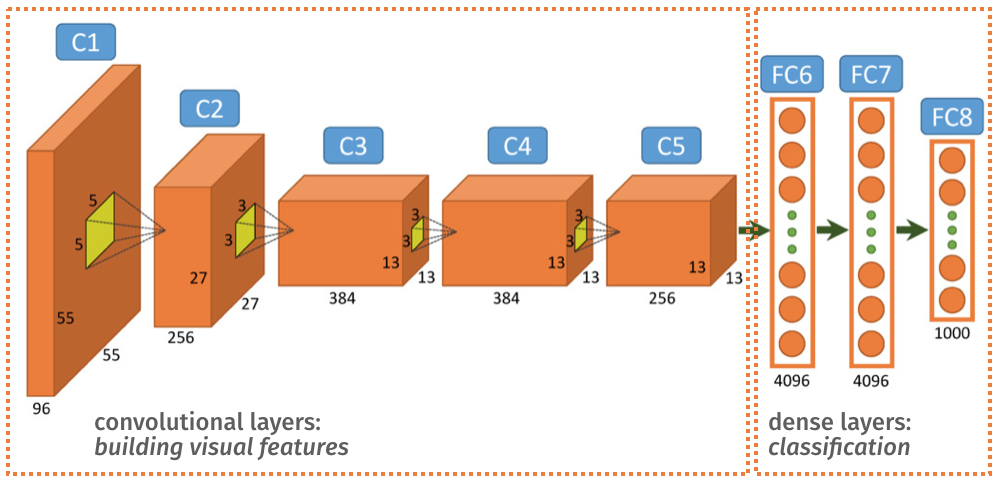 C1
C2
C3
C4
C5
FC6
FC7
FC8
5
5
55
55
96
3
3
27
27
256
3
3
13
13
384
3
3
13
13
384
13
13
256
4096
4096
1000
convolutional layers:
building visual features
dense layers:
classification